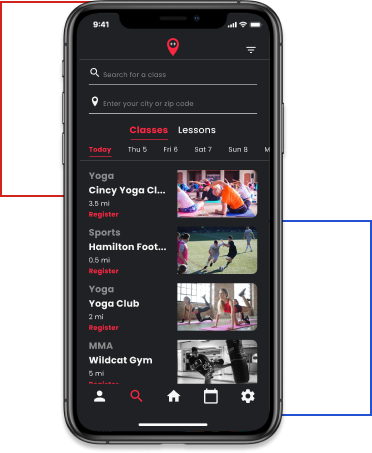 9:41
Search for a class
Enter your city or zip code
Classes Lessons
Today Thu 5 Fri 6 Sat 7 Sun 8 M
Yoga
Cincy Yoga Cl...
3.5 mi
Register
Sports
Hamilton Foot...
0.5 mi
Register
Yoga
Yoga Club
2 mi
Register
MMA
Wildcat Gym
5 mi
Register